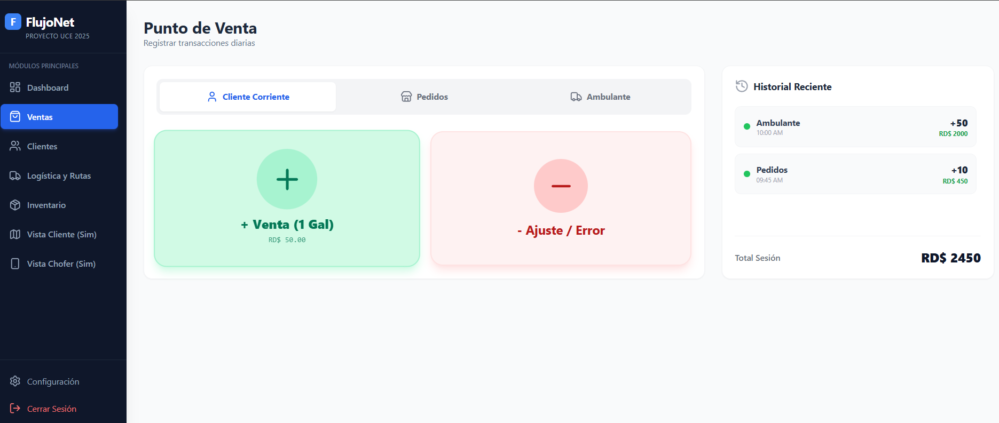 F FlujoNet
PROYECTO UCE 2025
MÓDULOS PRINCIPALES
Dashboard
Ventas
Clientes
Logística y Rutas
Inventario
Vista Cliente (Sim)
Vista Chofer (Sim)
Configuración
Cerrar Sesión
Punto de Venta
Registrar transacciones diarias
Cliente Corriente
Pedidos
Ambulante
+ Venta (1 Gal)
RD$ 50.00
- Ajuste / Error
Historial Reciente
Ambulante +50
10:00 AM RD$ 2000
Pedidos +10
09:45 AM RD$ 450
Total Sesión RD$ 2450